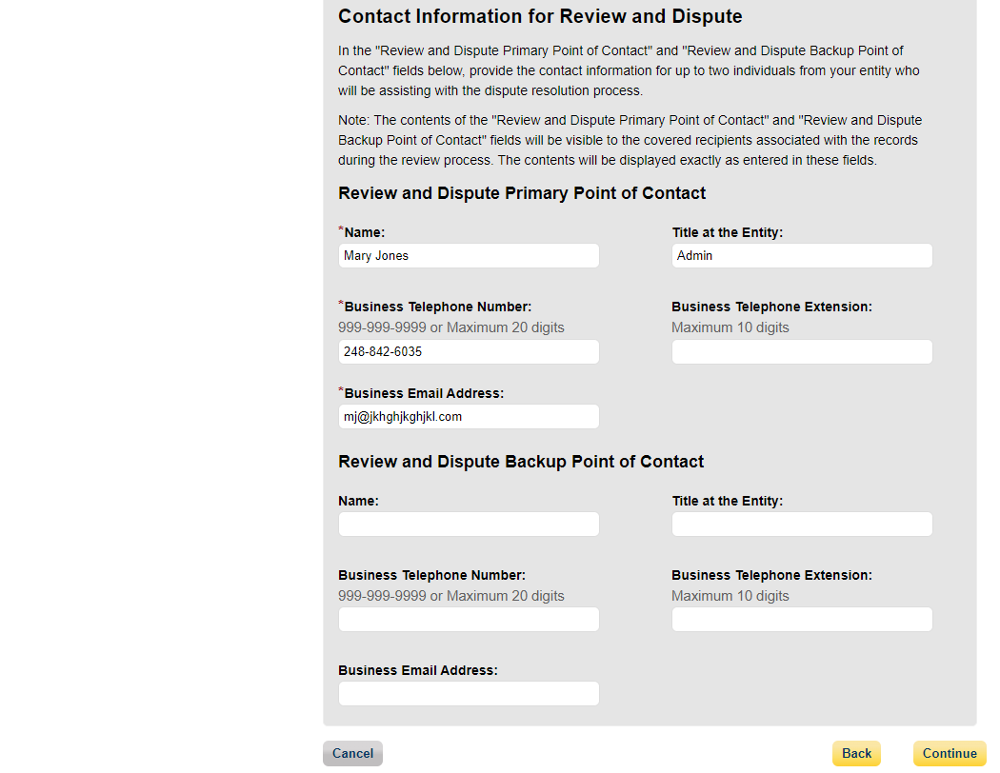 Contact Information for Review and Dispute
In the "Review and Dispute Primary Point of Contact" and "Review and Dispute Backup Point of
Contact" fields below, provide the contact information for up to two individuals from your entity who
will be assisting with the dispute resolution process.
Note: The contents of the "Review and Dispute Primary Point of Contact" and "Review and Dispute
Backup Point of Contact" fields will be visible to the covered recipients associated with the records
during the review process. The contents will be displayed exactly as entered in these fields.
Review and Dispute Primary Point of Contact
*Name: Title at the Entity:
Mary Jones Admin
*Business Telephone Number: Business Telephone Extension:
999-999-9999 or Maximum 20 digits Maximum 10 digits
248-842-6035
*Business Email Address:
mj@jkhghjkghjkl.com
Review and Dispute Backup Point of Contact
Name: Title at the Entity:
Business Telephone Number: Business Telephone Extension:
999-999-9999 or Maximum 20 digits Maximum 10 digits
Business Email Address:
Cancel Back Continue